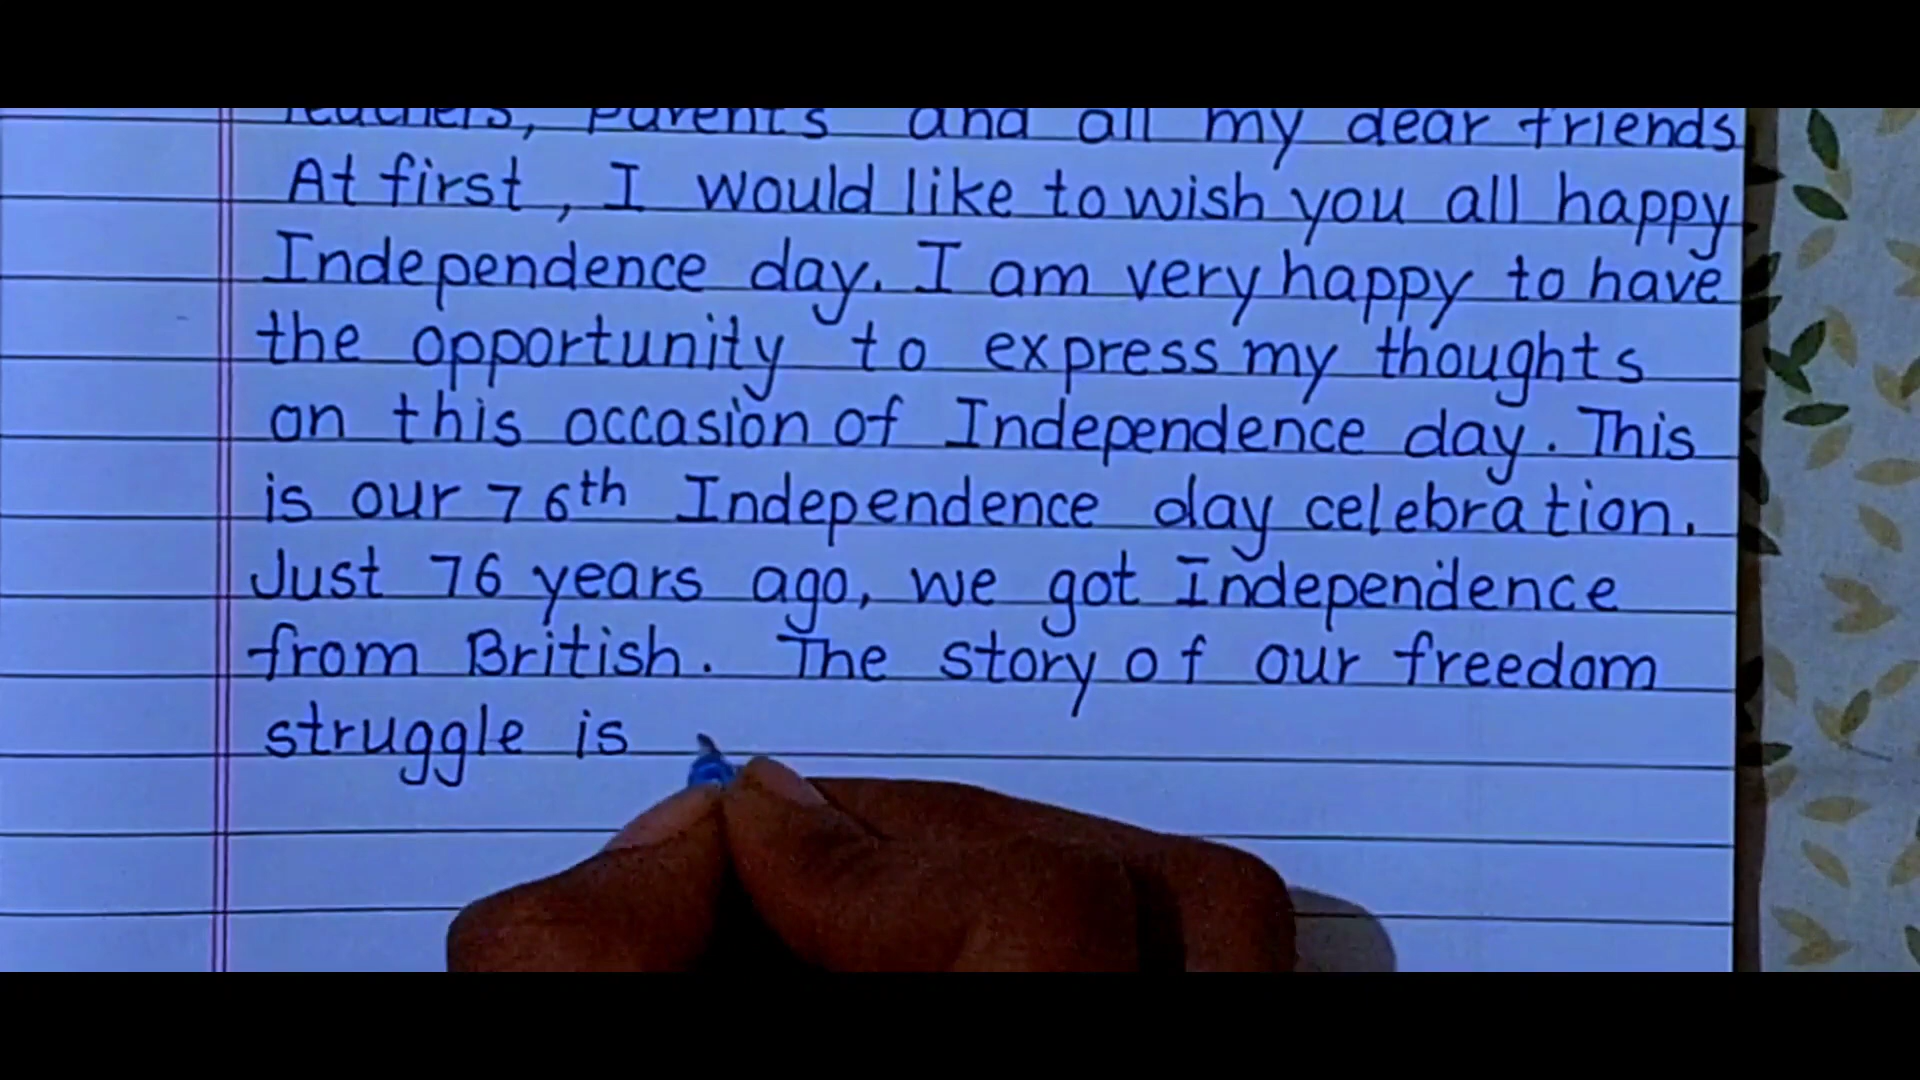 Teachers, Parents and all my dear friends
At first, I would like to wish you all happy
Independence day. I am very happy to have
the opportunity to express my thoughts
on this occasion of Independence day. This
is our 76th Independence day celebration.
Just 76 years ago, we got Independence
from British. The story of our freedom
struggle is